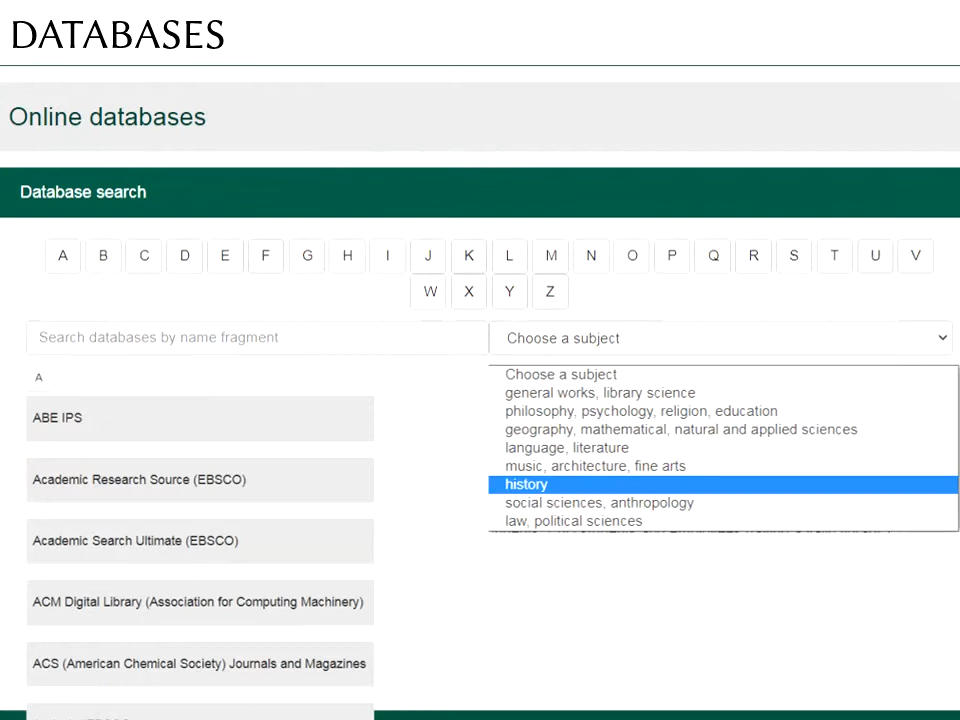 DATABASES
Online databases
Database search
A B C D E F G H I J K L M N O P Q R S T U V
W X Y Z
Search databases by name fragment
Choose a subject
A
Choose a subject
general works, library science
philosophy, psychology, religion, education
geography, mathematical, natural and applied sciences
language, literature
music, architecture, fine arts
history
social sciences, anthropology
law, political sciences
ABE IPS
Academic Research Source (EBSCO)
Academic Search Ultimate (EBSCO)
ACM Digital Library (Association for Computing Machinery)
ACS (American Chemical Society) Journals and Magazines